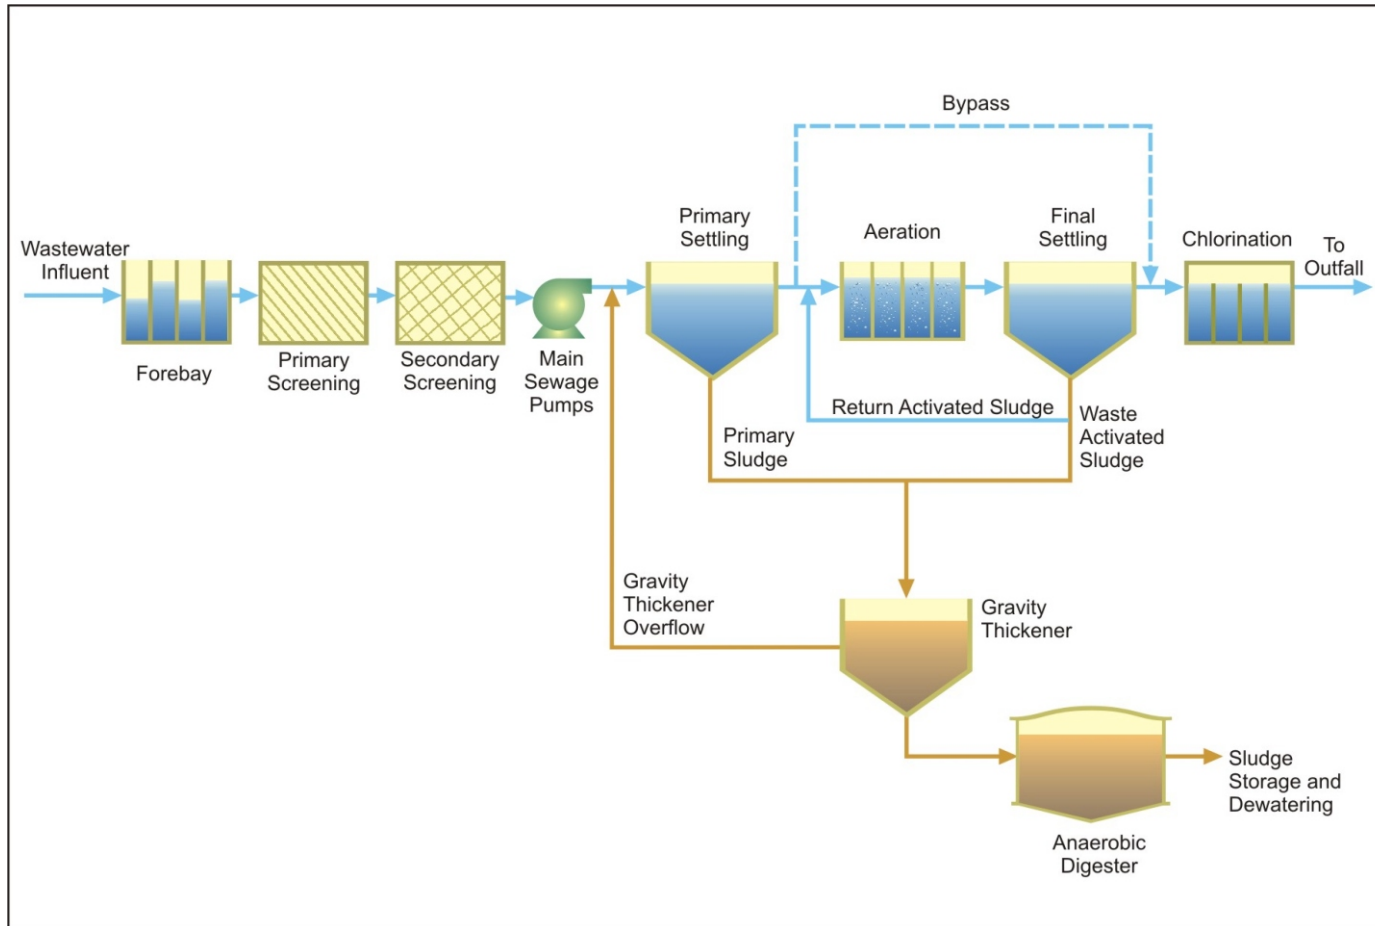 Bypass
Primary
Settling
Aeration
Final
Settling
Chlorination
To
Outfall
Wastewater
Influent
Forebay
Primary
Screening
Secondary
Screening
Main
Sewage
Pumps
Return Activated Sludge
Primary
Sludge
Waste
Activated
Sludge
Gravity
Thickener
Overflow
Gravity
Thickener
Sludge
Storage and
Dewatering
Anaerobic
Digester